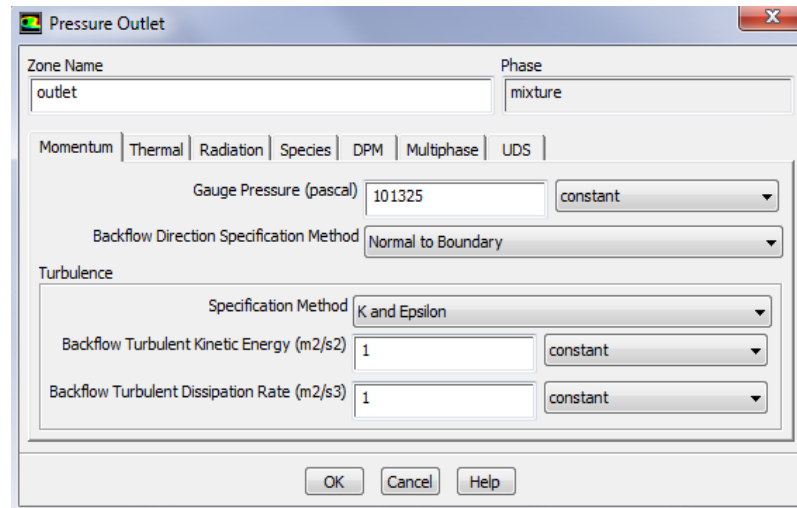 Pressure Outlet
Zone Name Phase
outlet mixture
Momentum Thermal Radiation Species DPM Multiphase UDS
Gauge Pressure (pascal) 101325 constant
Backflow Direction Specification Method Normal to Boundary
Turbulence
Specification Method K and Epsilon
Backflow Turbulent Kinetic Energy (m2/s2) 1 constant
Backflow Turbulent Dissipation Rate (m2/s3) 1 constant
OK Cancel Help